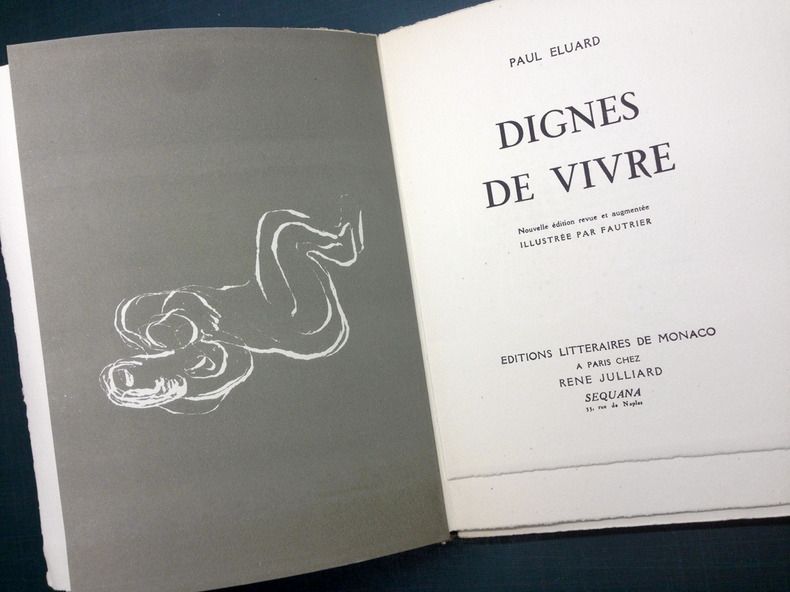 PAUL ELUARD
DIGNES
DE VIVRE
Nouvelle édition revue et augmentée
ILLUSTRÉE PAR FAUTRIER
EDITIONS LITTERAIRES DE MONACO
A PARIS CHEZ
RENE JULLIARD
SEQUANA
33, rue de Naples